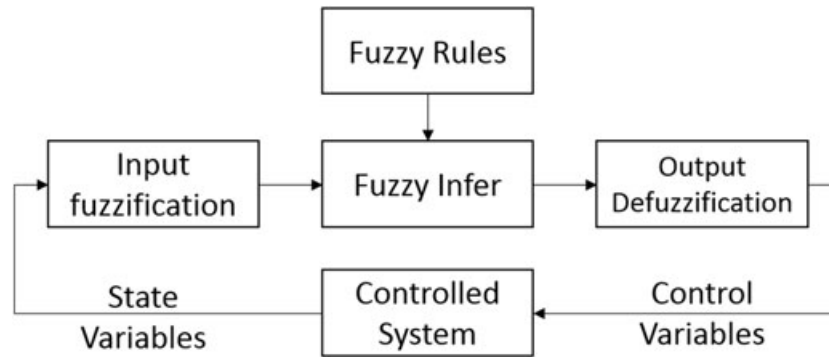 Fuzzy Rules
Input
fuzzification
Fuzzy Infer
Output
Defuzzification
State
Variables
Controlled
System
Control
Variables